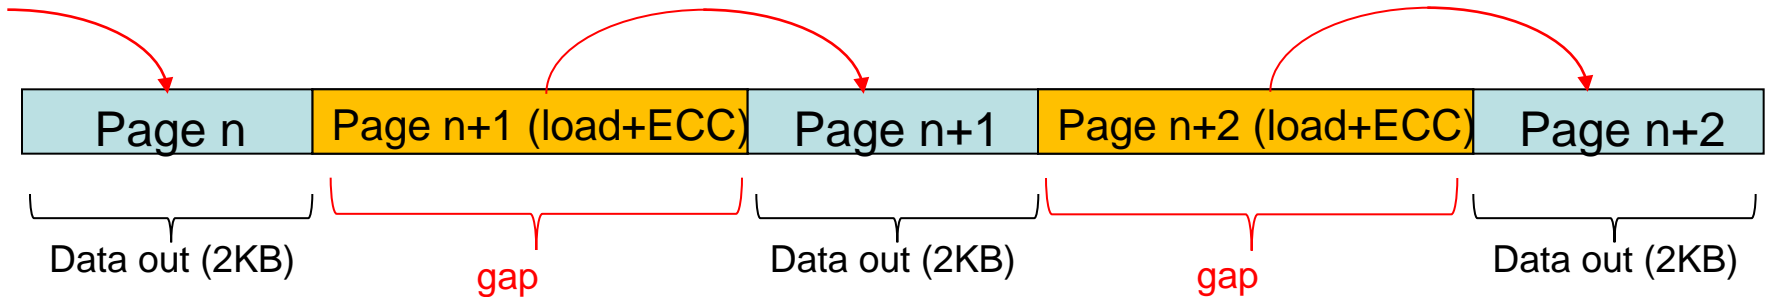 Page n
Page n+1 (load+ECC)
Page n+1
Page n+2 (load+ECC)
Page n+2
Data out (2KB)
gap
Data out (2KB)
gap
Data out (2KB)